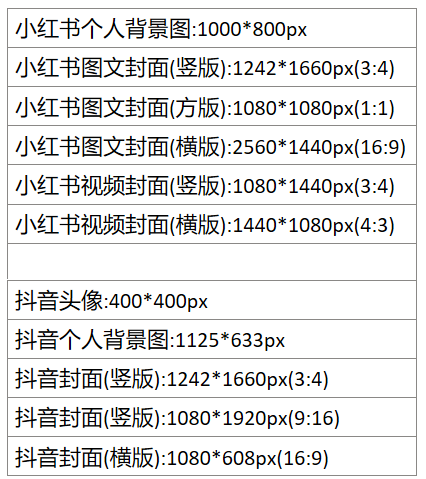 小红书个人背景图:1000*800px
小红书图文封面(竖版):1242*1660px(3:4)
小红书图文封面(方版):1080*1080px(1:1)
小红书图文封面(横版):2560*1440px(16:9)
小红书视频封面(竖版):1080*1440px(3:4)
小红书视频封面(横版):1440*1080px(4:3)
抖音头像:400*400px
抖音个人背景图:1125*633px
抖音封面(竖版):1242*1660px(3:4)
抖音封面(竖版):1080*1920px(9:16)
抖音封面(横版):1080*608px(16:9)